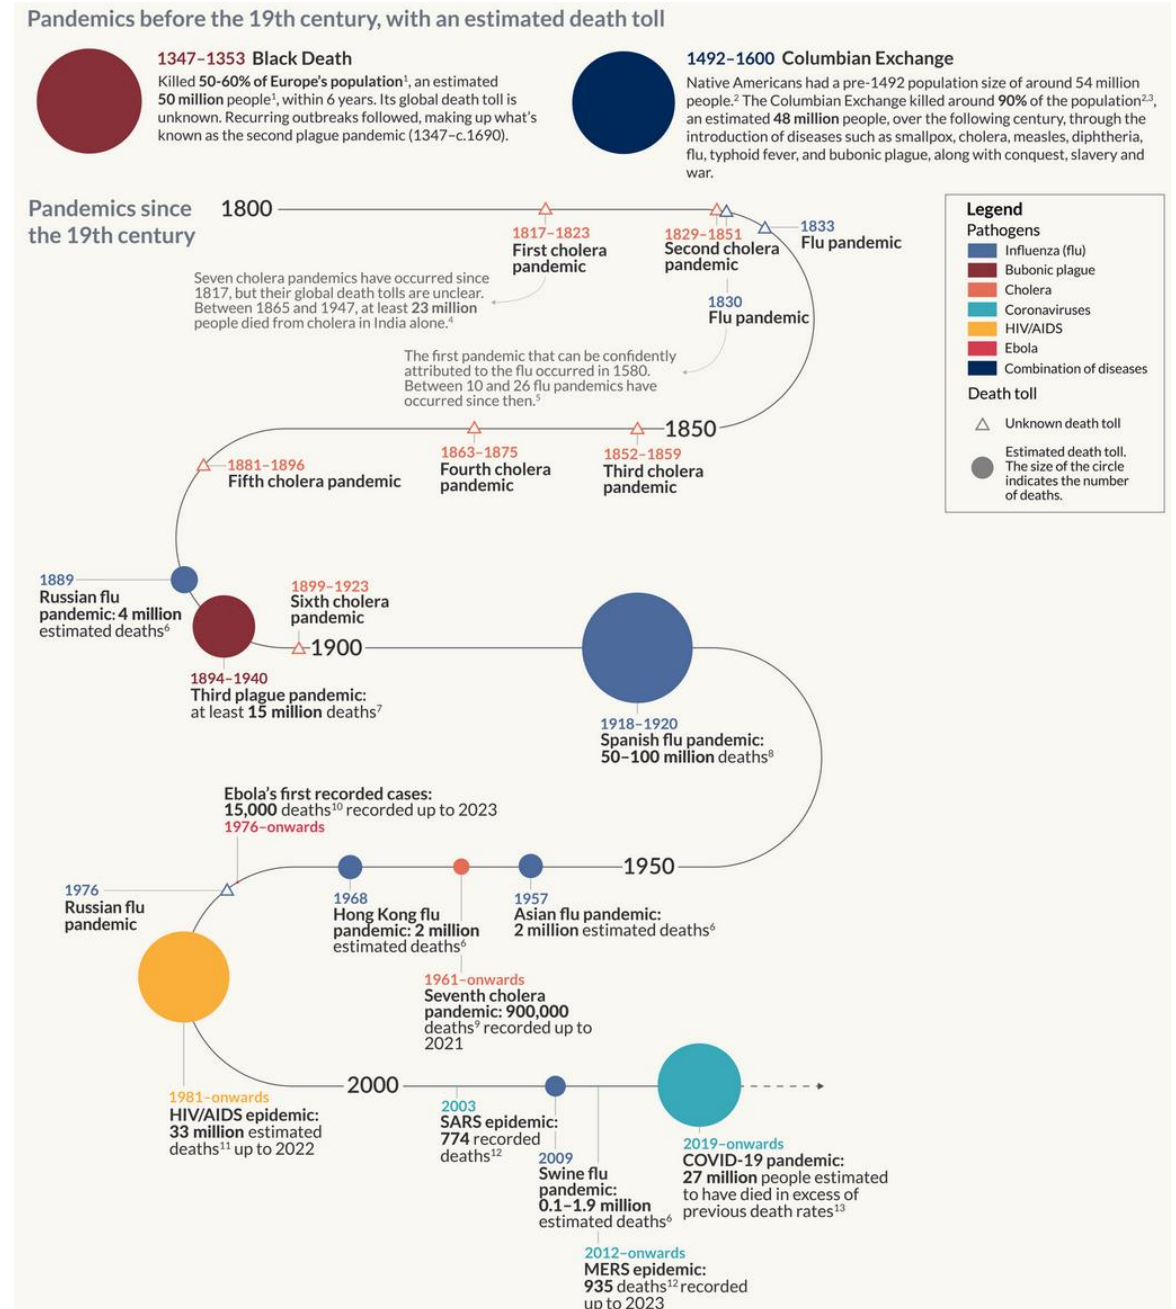 Pandemics before the 19th century, with an estimated death toll
1347–1353 Black Death
Killed 50-60% of Europe's population¹, an estimated
50 million people¹, within 6 years. Its global death toll is
unknown. Recurring outbreaks followed, making up what's
known as the second plague pandemic (1347–c.1690).
1492–1600 Columbian Exchange
Native Americans had a pre-1492 population size of around 54 million
people.² The Columbian Exchange killed around 90% of the population²,³,
an estimated 48 million people, over the following century, through the
introduction of diseases such as smallpox, cholera, measles, diphtheria,
flu, typhoid fever, and bubonic plague, along with conquest, slavery and
war.
Pandemics since
the 19th century
1800
1817–1823
First cholera
pandemic
1829–1851
Second cholera
pandemic
1833
Flu pandemic
1830
Flu pandemic
Seven cholera pandemics have occurred since
1817, but their global death tolls are unclear.
Between 1865 and 1947, at least 23 million
people died from cholera in India alone.⁴
The first pandemic that can be confidently
attributed to the flu occurred in 1580.
Between 10 and 26 flu pandemics have
occurred since then.⁵
Legend
Pathogens
Influenza (flu)
Bubonic plague
Cholera
Coronaviruses
HIV/AIDS
Ebola
Combination of diseases
Death toll
Unknown death toll
Estimated death toll.
The size of the circle
indicates the number
of deaths.
1850
1852–1859
Third cholera
pandemic
1863–1875
Fourth cholera
pandemic
1881–1896
Fifth cholera pandemic
1889
Russian flu
pandemic: 4 million
estimated deaths⁶
1894–1940
Third plague pandemic:
at least 15 million deaths⁷
1899–1923
Sixth cholera
pandemic
1900
1918–1920
Spanish flu pandemic:
50–100 million deaths⁸
1950
1957
Asian flu pandemic:
2 million estimated deaths⁶
1961–onwards
Seventh cholera
pandemic: 900,000
deaths⁹ recorded up to
2021
1968
Hong Kong flu
pandemic: 2 million
estimated deaths⁶
Ebola's first recorded cases:
15,000 deaths¹⁰ recorded up to 2023
1976–onwards
1976
Russian flu
pandemic
1981–onwards
HIV/AIDS epidemic:
33 million estimated
deaths¹¹ up to 2022
2000
2003
SARS epidemic:
774 recorded
deaths¹²
2009
Swine flu
pandemic:
0.1–1.9 million
estimated deaths⁶
2012–onwards
MERS epidemic:
935 deaths¹² recorded
up to 2023
2019–onwards
COVID-19 pandemic:
27 million people estimated
to have died in excess of
previous death rates¹³